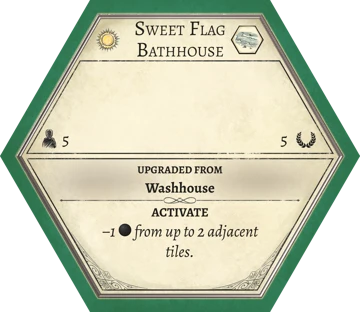 SWEET FLAG
BATHHOUSE
5 5
UPGRADED FROM
Washhouse
ACTIVATE
–1 from up to 2 adjacent
tiles.